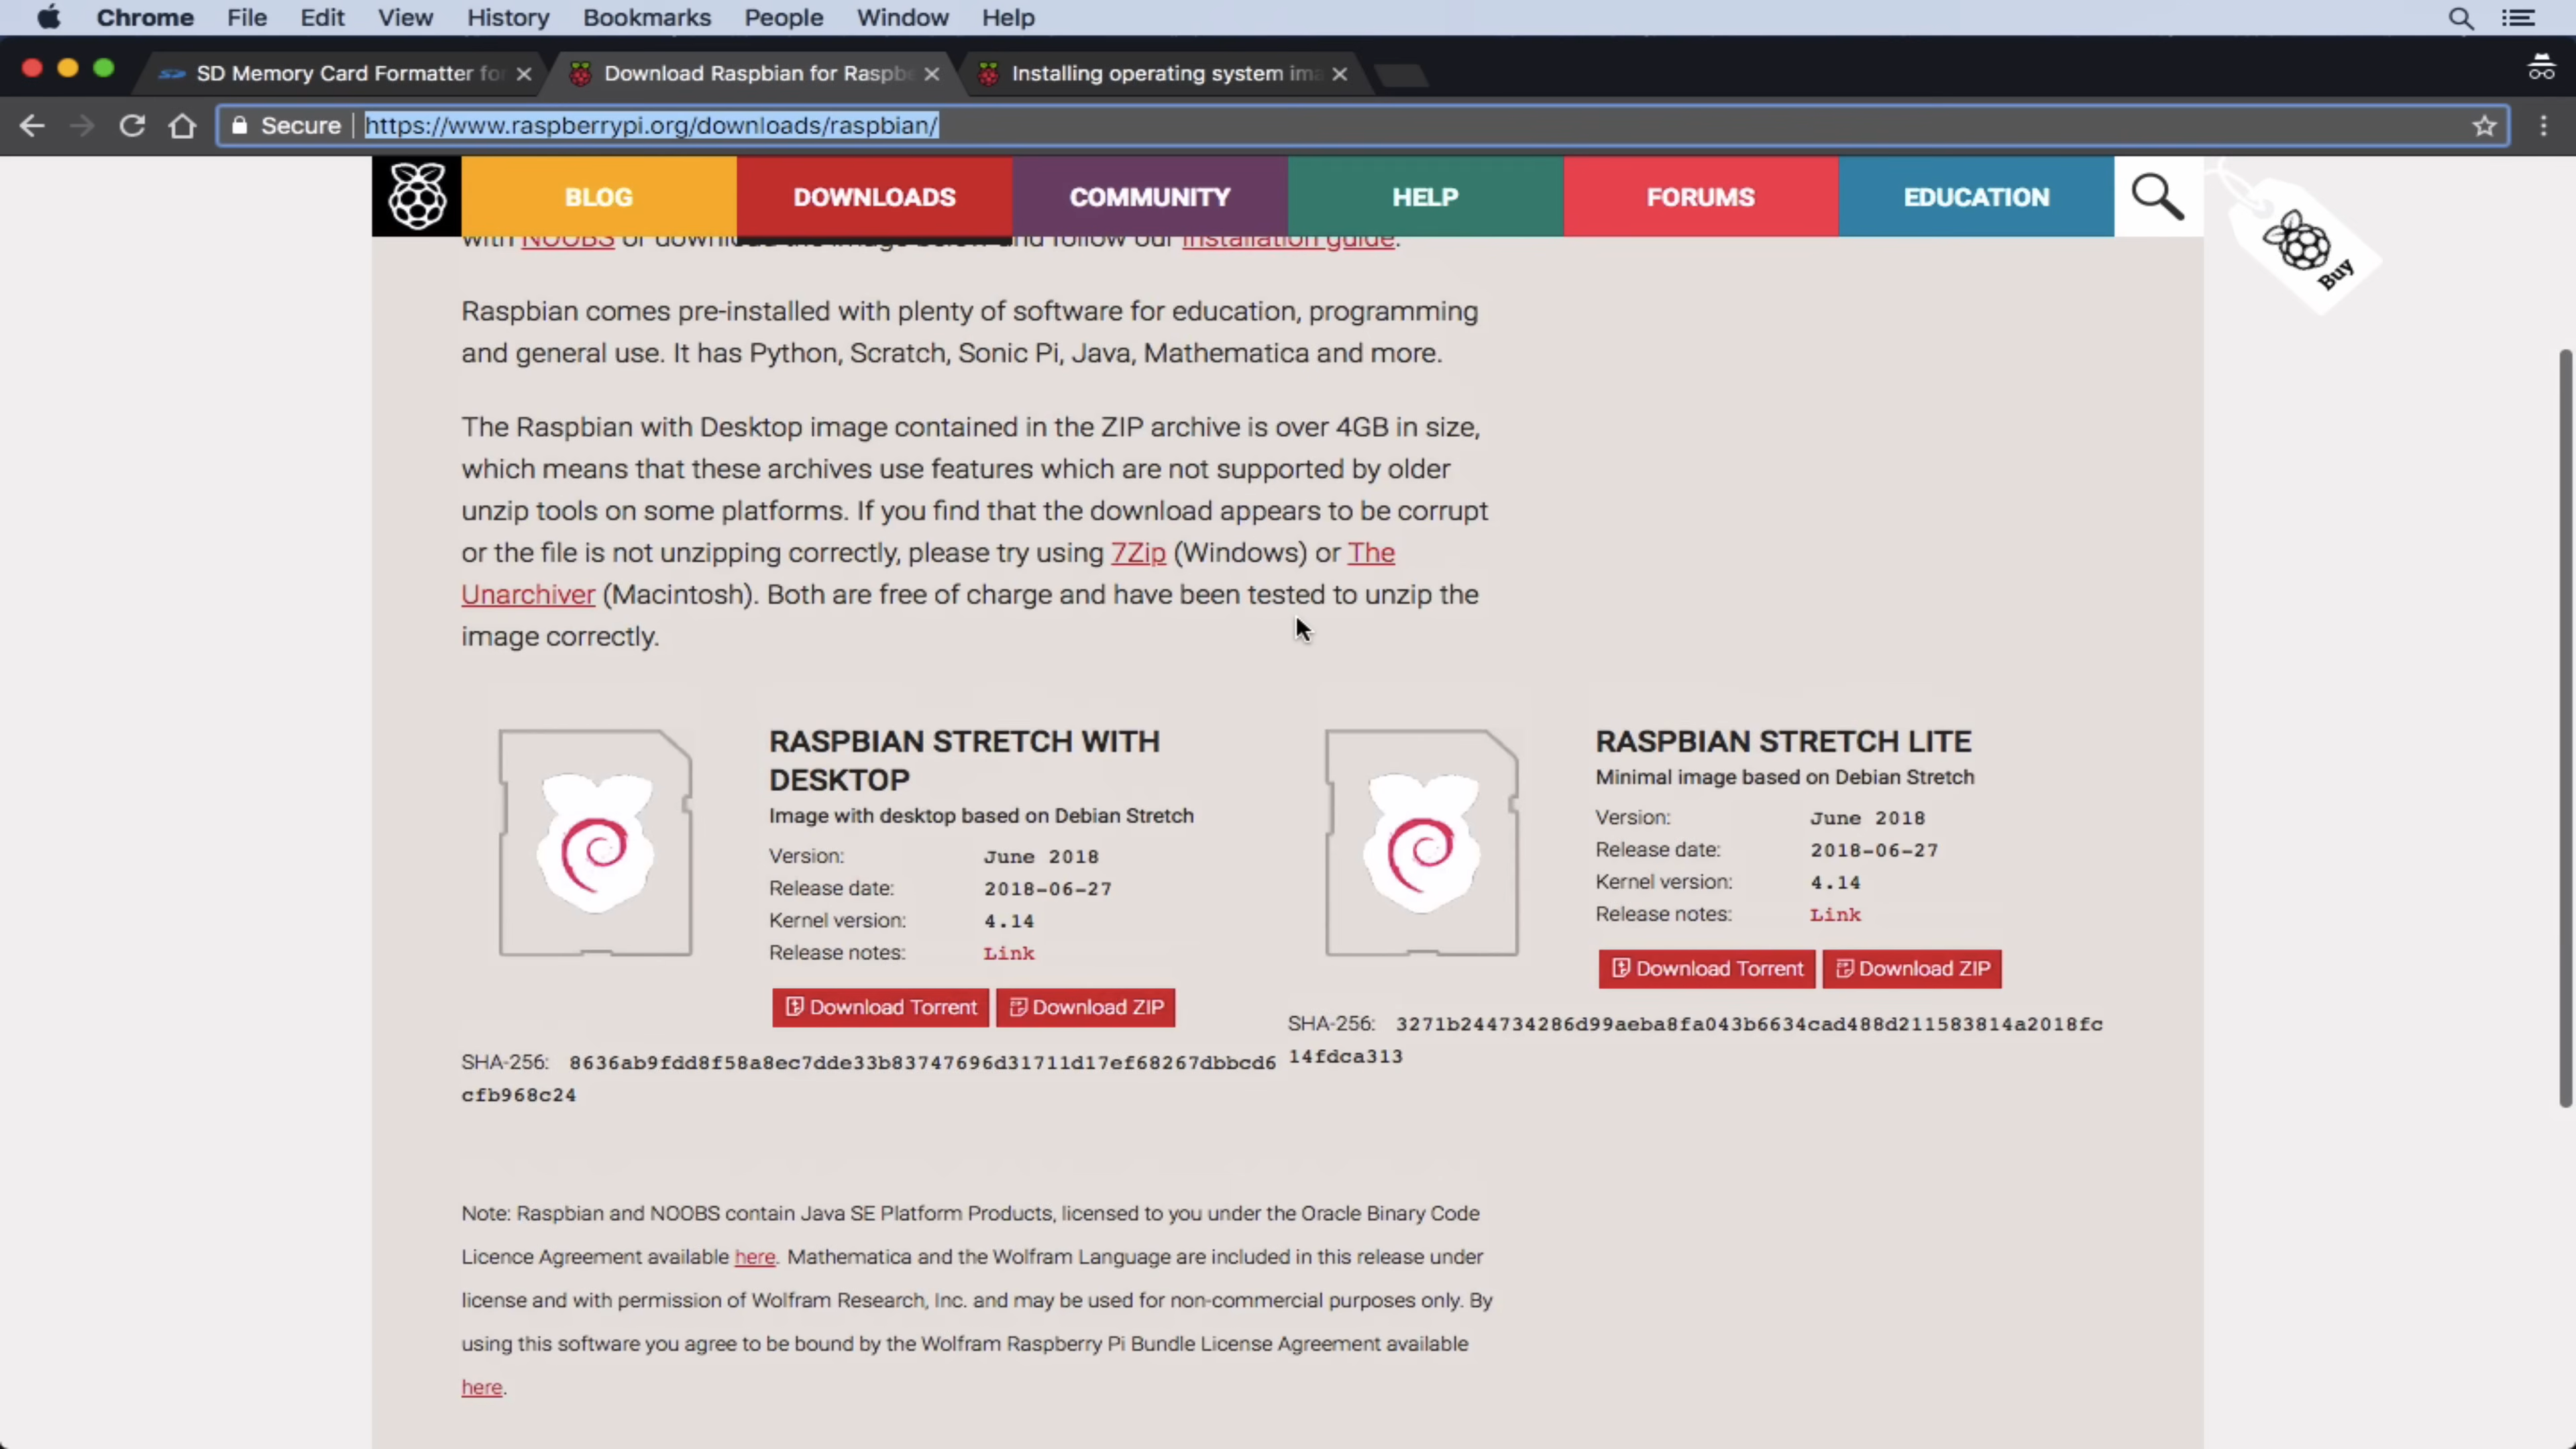 Chrome File Edit View History Bookmarks People Window Help
SD Memory Card Formatter for
Download Raspbian for Raspbe
Installing operating system ima
Secure https://www.raspberrypi.org/downloads/raspbian/
BLOG DOWNLOADS COMMUNITY HELP FORUMS EDUCATION
Buy
with NOOBS or download the image below and follow our installation guide.
Raspbian comes pre-installed with plenty of software for education, programming
and general use. It has Python, Scratch, Sonic Pi, Java, Mathematica and more.
The Raspbian with Desktop image contained in the ZIP archive is over 4GB in size,
which means that these archives use features which are not supported by older
unzip tools on some platforms. If you find that the download appears to be corrupt
or the file is not unzipping correctly, please try using 7Zip (Windows) or The
Unarchiver (Macintosh). Both are free of charge and have been tested to unzip the
image correctly.
RASPBIAN STRETCH WITH
DESKTOP
Image with desktop based on Debian Stretch
Version: June 2018
Release date: 2018-06-27
Kernel version: 4.14
Release notes: Link
Download Torrent Download ZIP
SHA-256: 8636ab9fdd8f58a8ec7dde33b83747696d31711d17ef68267dbbcd6
cfb968c24
RASPBIAN STRETCH LITE
Minimal image based on Debian Stretch
Version: June 2018
Release date: 2018-06-27
Kernel version: 4.14
Release notes: Link
Download Torrent Download ZIP
SHA-256: 3271b244734286d99aeba8fa043b6634cad488d211583814a2018fc
14fdca313
Note: Raspbian and NOOBS contain Java SE Platform Products, licensed to you under the Oracle Binary Code
Licence Agreement available here. Mathematica and the Wolfram Language are included in this release under
license and with permission of Wolfram Research, Inc. and may be used for non-commercial purposes only. By
using this software you agree to be bound by the Wolfram Raspberry Pi Bundle License Agreement available
here.